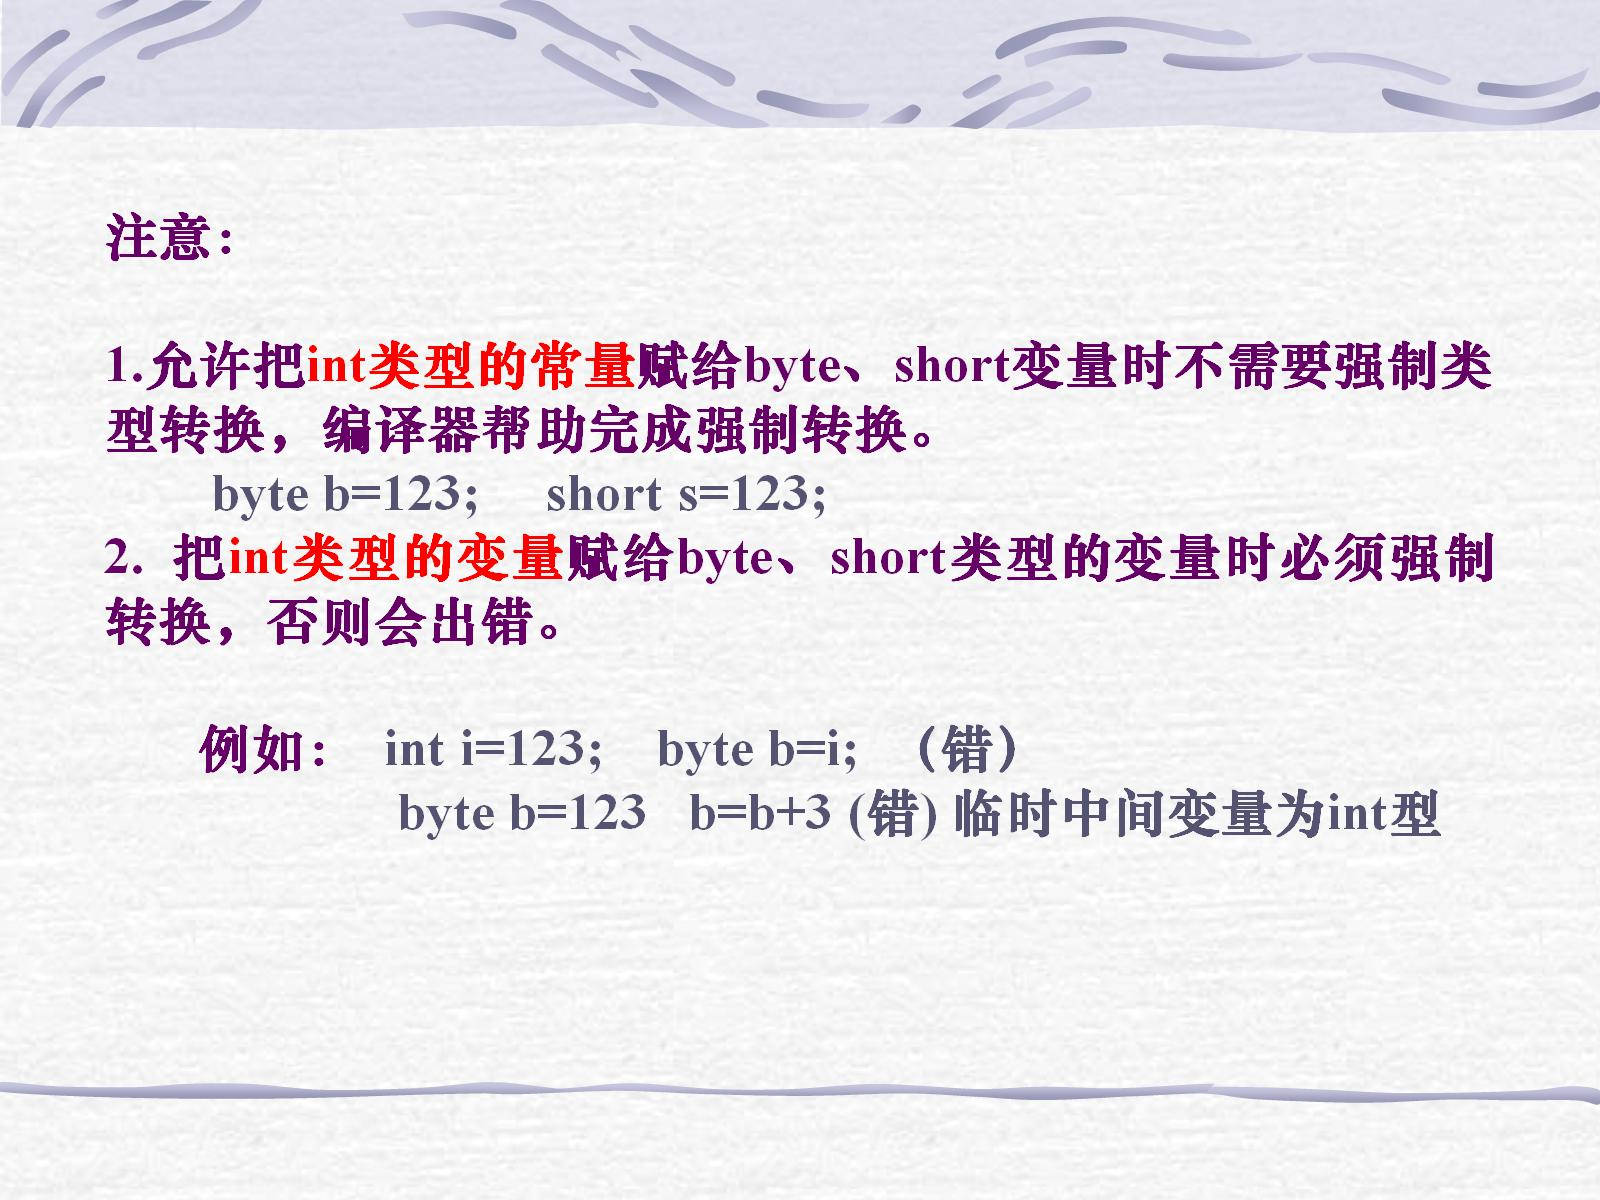 注意：
1.允许把int类型的常量赋给byte、short变量时不需要强制类
型转换，编译器帮助完成强制转换。
byte b=123;    short s=123;
2. 把int类型的变量赋给byte、short类型的变量时必须强制
转换，否则会出错。
例如：  int i=123;   byte b=i;  （错）
byte b=123   b=b+3 (错) 临时中间变量为int型